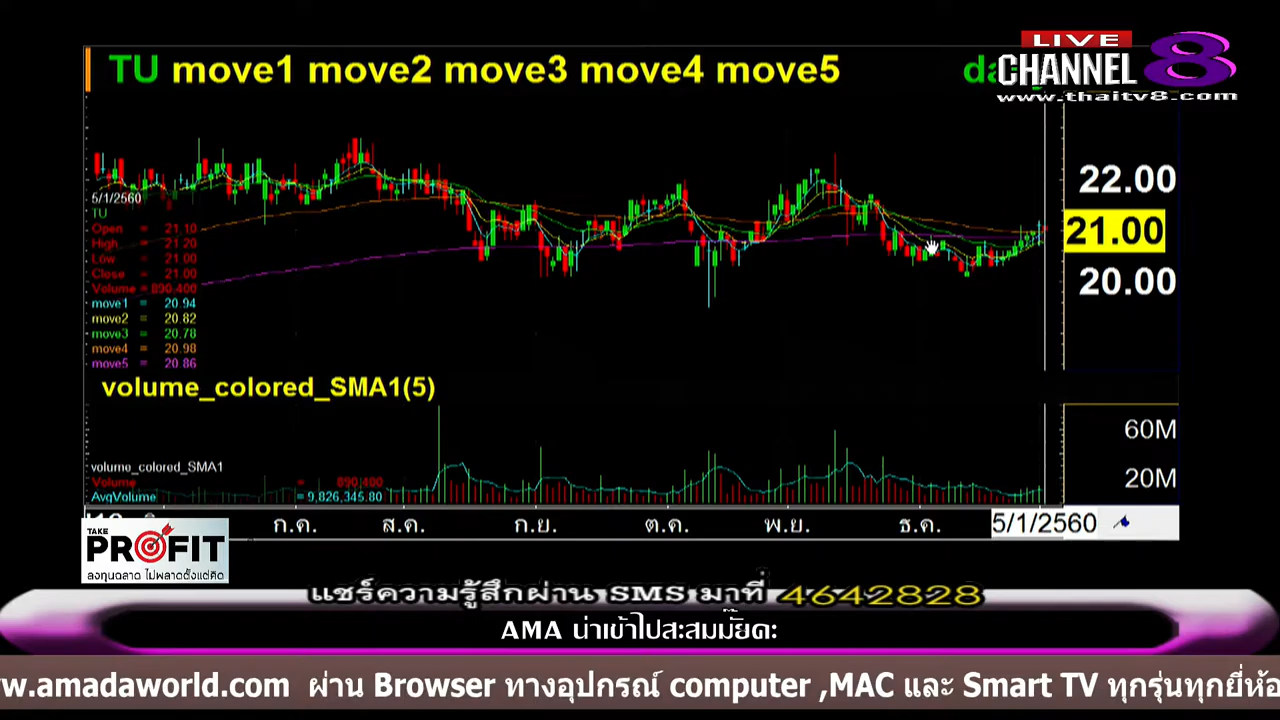 LIVE
CHANNEL 8
www.thaitv8.com
TU move1 move2 move3 move4 move5
22.00
21.00
20.00
5/1/2560
TU
Open = 21.10
High = 21.20
Low = 21.00
Close = 21.00
Volume = 890,400
move1 = 20.94
move2 = 20.82
move3 = 20.78
move4 = 20.98
move5 = 20.86
volume_colored_SMA1(5)
60M
20M
volume_colored_SMA1
Volume = 890,400
AvgVolume = 9,826,345.80
ก.ค. ส.ค. ก.ย. ต.ค. พ.ย. ธ.ค. 5/1/2560
TAKE
PROFIT
ลงทุนฉลาด ไม่พลาดตั้งแต่คิด
แชร์ความรู้สึกผ่าน SMS มาที่ 4642828
AMA น่าเข้าไปสะสมมั๊ยคะ
w.amadaworld.com ผ่าน Browser ทางอุปกรณ์ computer ,MAC และ Smart TV ทุกรุ่นทุกยี่ห้อ